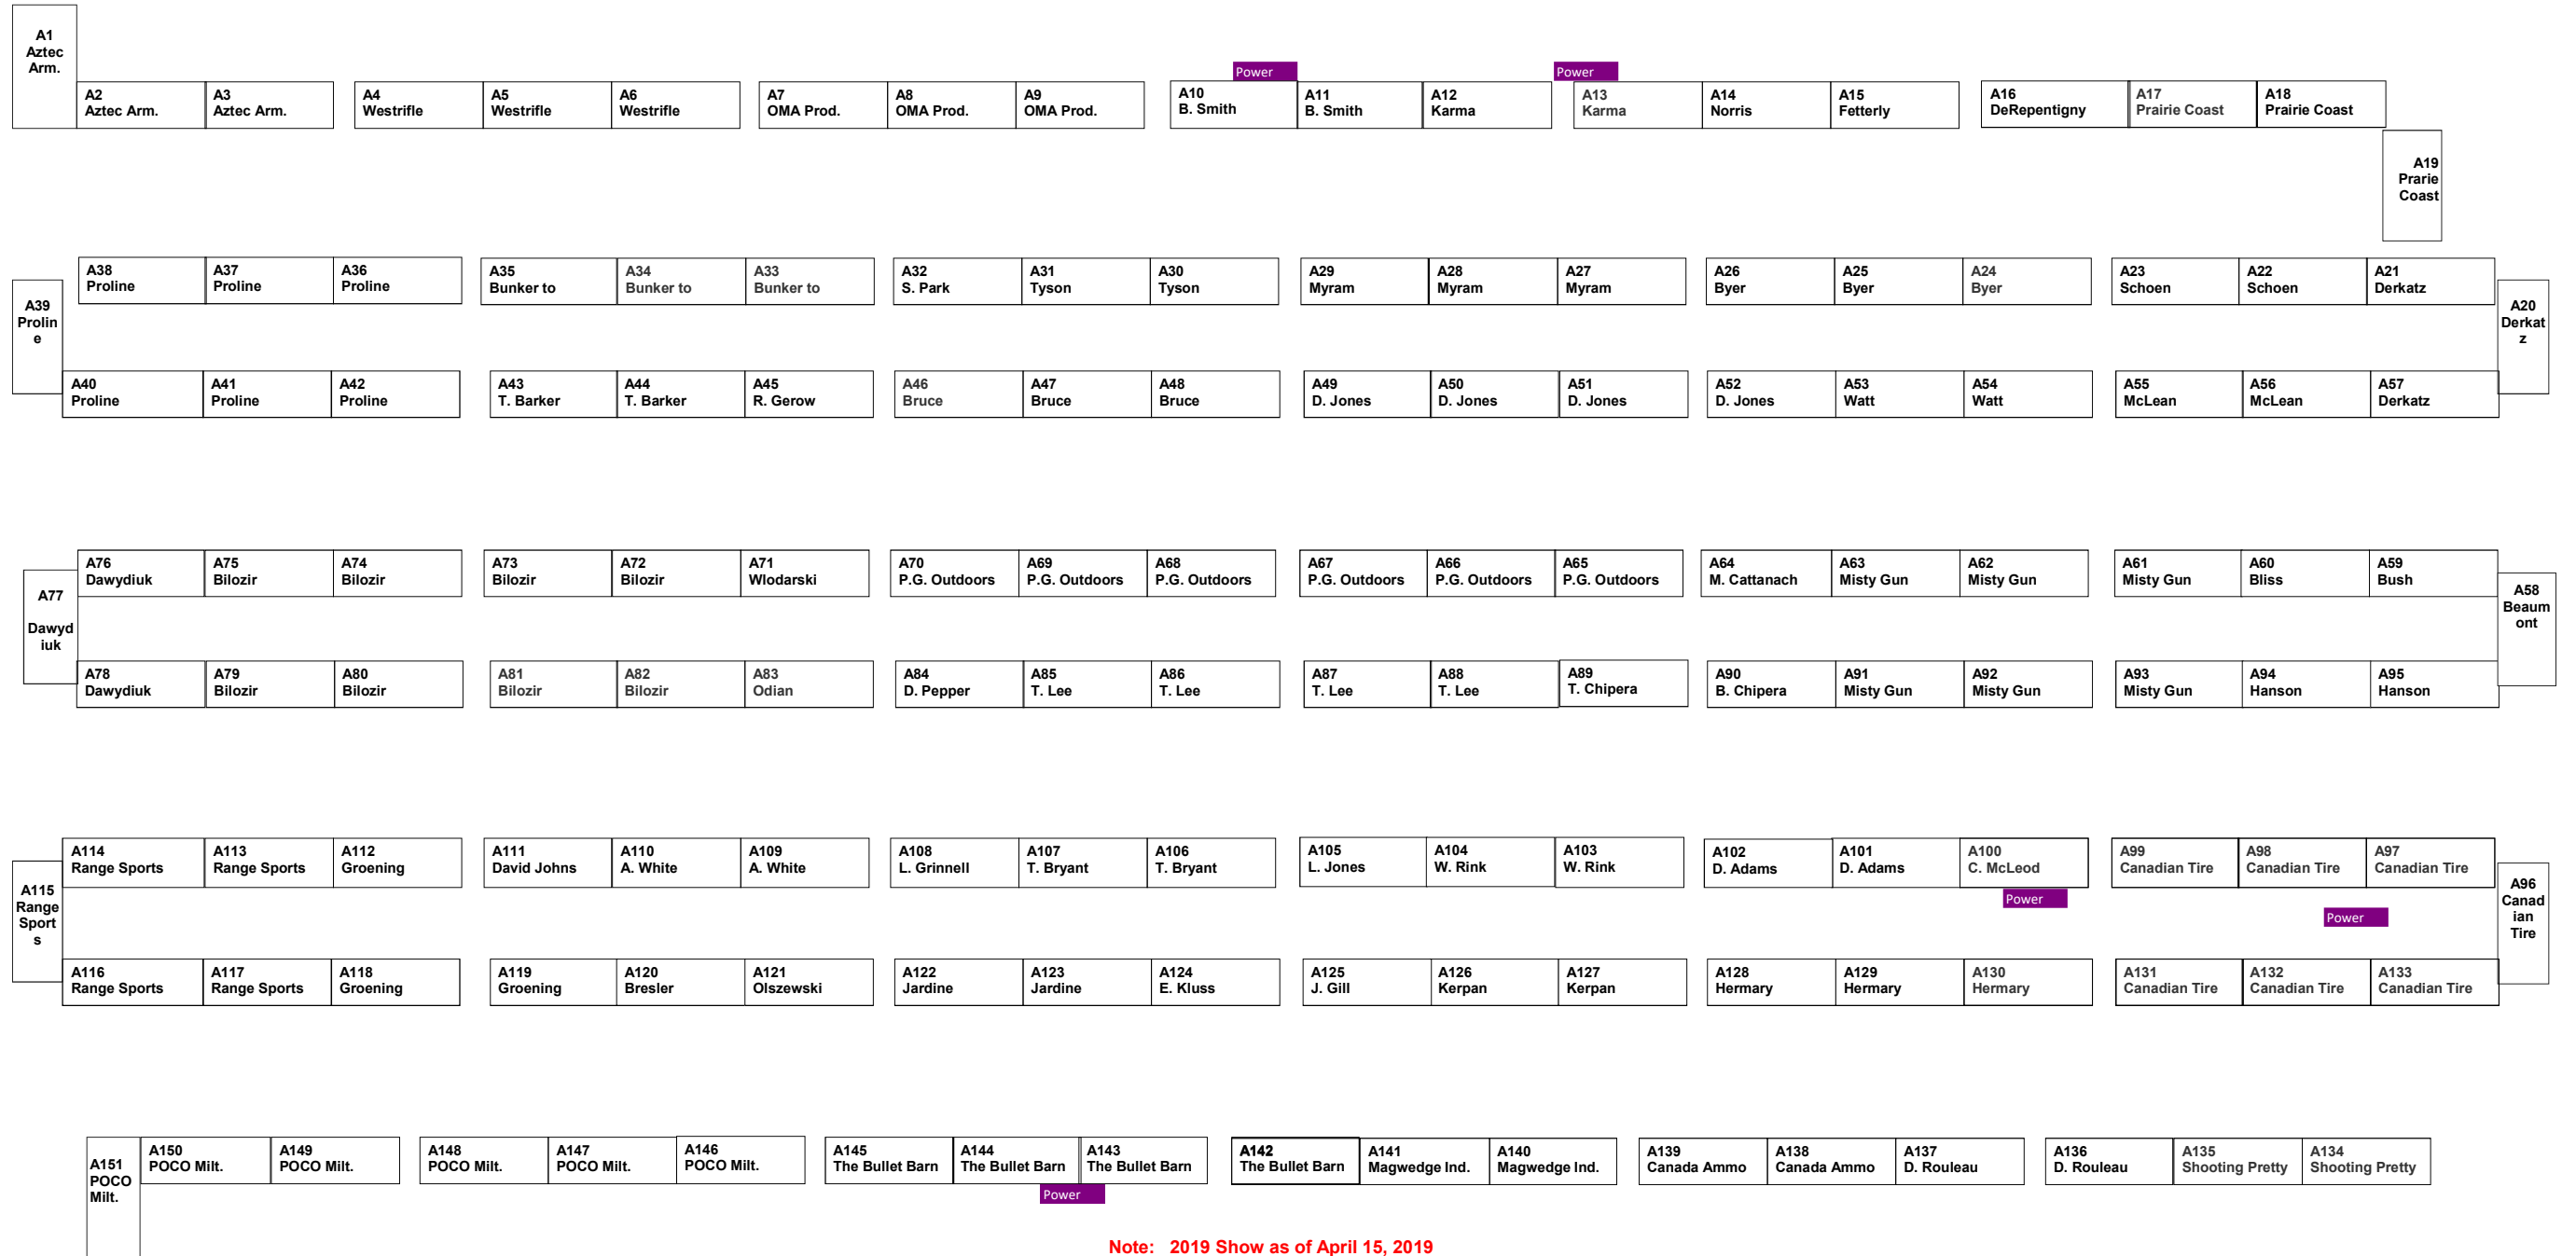 A1
Aztec
Arm.
Power
Power
A2
Aztec Arm.
A3
Aztec Arm.
A4
Westrifle
A5
Westrifle
A6
Westrifle
A7
OMA Prod.
A8
OMA Prod.
A9
OMA Prod.
A10
B. Smith
A11
B. Smith
A12
Karma
A13
Karma
A14
Norris
A15
Fetterly
A16
DeRepentigny
A17
Prairie Coast
A18
Prairie Coast
A19
Prarie
Coast
A39
Prolin
e
A38
Proline
A37
Proline
A36
Proline
A35
Bunker to
A34
Bunker to
A33
Bunker to
A32
S. Park
A31
Tyson
A30
Tyson
A29
Myram
A28
Myram
A27
Myram
A26
Byer
A25
Byer
A24
Byer
A23
Schoen
A22
Schoen
A21
Derkatz
A20
Derkat
z
A40
Proline
A41
Proline
A42
Proline
A43
T. Barker
A44
T. Barker
A45
R. Gerow
A46
Bruce
A47
Bruce
A48
Bruce
A49
D. Jones
A50
D. Jones
A51
D. Jones
A52
D. Jones
A53
Watt
A54
Watt
A55
McLean
A56
McLean
A57
Derkatz
A77
Dawyd
iuk
A76
Dawydiuk
A75
Bilozir
A74
Bilozir
A73
Bilozir
A72
Bilozir
A71
Wlodarski
A70
P.G. Outdoors
A69
P.G. Outdoors
A68
P.G. Outdoors
A67
P.G. Outdoors
A66
P.G. Outdoors
A65
P.G. Outdoors
A64
M. Cattanach
A63
Misty Gun
A62
Misty Gun
A61
Misty Gun
A60
Bliss
A59
Bush
A58
Beaum
ont
A78
Dawydiuk
A79
Bilozir
A80
Bilozir
A81
Bilozir
A82
Bilozir
A83
Odian
A84
D. Pepper
A85
T. Lee
A86
T. Lee
A87
T. Lee
A88
T. Lee
A89
T. Chipera
A90
B. Chipera
A91
Misty Gun
A92
Misty Gun
A93
Misty Gun
A94
Hanson
A95
Hanson
A115
Range
Sport
s
A114
Range Sports
A113
Range Sports
A112
Groening
A111
David Johns
A110
A. White
A109
A. White
A108
L. Grinnell
A107
T. Bryant
A106
T. Bryant
A105
L. Jones
A104
W. Rink
A103
W. Rink
A102
D. Adams
A101
D. Adams
A100
C. McLeod
A99
Canadian Tire
A98
Canadian Tire
A97
Canadian Tire
A96
Canad
ian
Tire
Power
Power
A116
Range Sports
A117
Range Sports
A118
Groening
A119
Groening
A120
Bresler
A121
Olszewski
A122
Jardine
A123
Jardine
A124
E. Kluss
A125
J. Gill
A126
Kerpan
A127
Kerpan
A128
Hermary
A129
Hermary
A130
Hermary
A131
Canadian Tire
A132
Canadian Tire
A133
Canadian Tire
A151
POCO
Milt.
A150
POCO Milt.
A149
POCO Milt.
A148
POCO Milt.
A147
POCO Milt.
A146
POCO Milt.
A145
The Bullet Barn
A144
The Bullet Barn
A143
The Bullet Barn
A142
The Bullet Barn
A141
Magwedge Ind.
A140
Magwedge Ind.
A139
Canada Ammo
A138
Canada Ammo
A137
D. Rouleau
A136
D. Rouleau
A135
Shooting Pretty
A134
Shooting Pretty
Power
Note: 2019 Show as of April 15, 2019